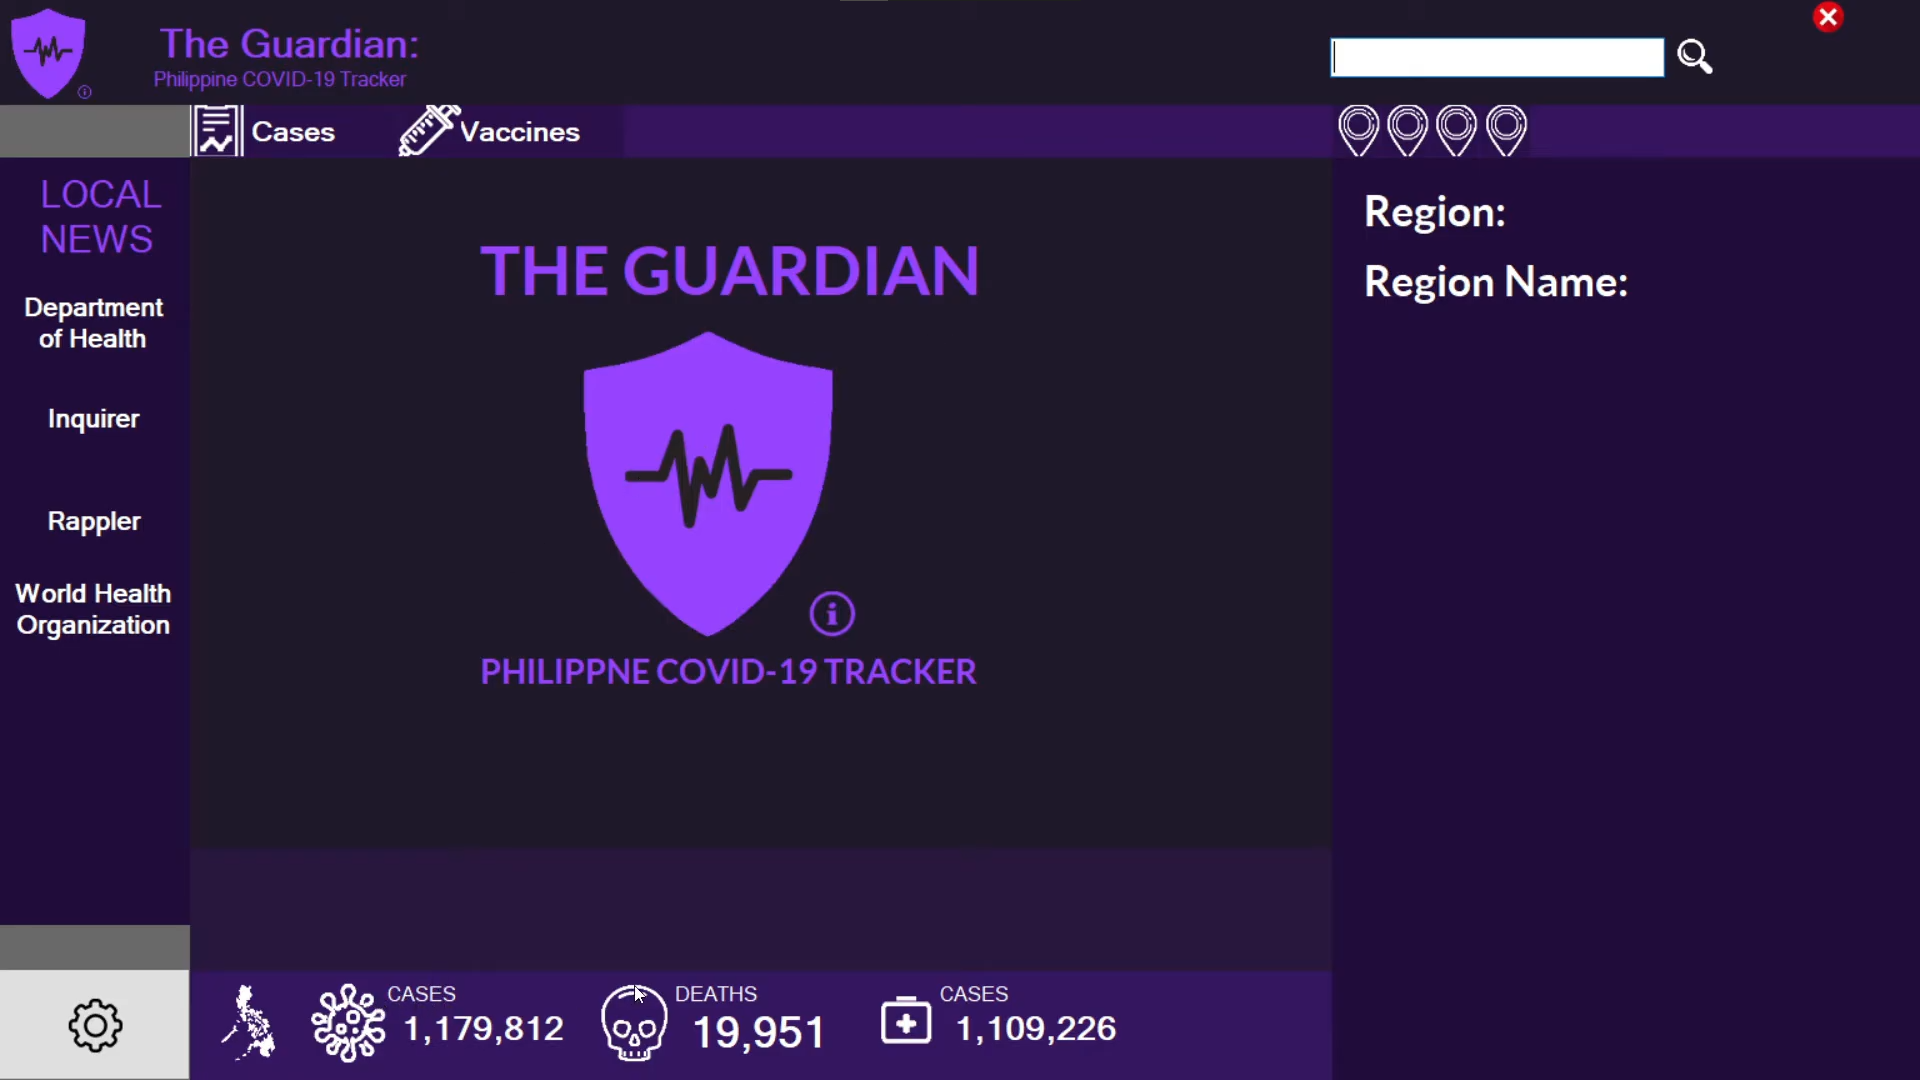 The Guardian:
Philippine COVID-19 Tracker
Cases
Vaccines
LOCAL
NEWS
Department
of Health
Inquirer
Rappler
World Health
Organization
THE GUARDIAN
i
PHILIPPNE COVID-19 TRACKER
Region:
Region Name:
CASES
1,179,812
DEATHS
19,951
CASES
1,109,226